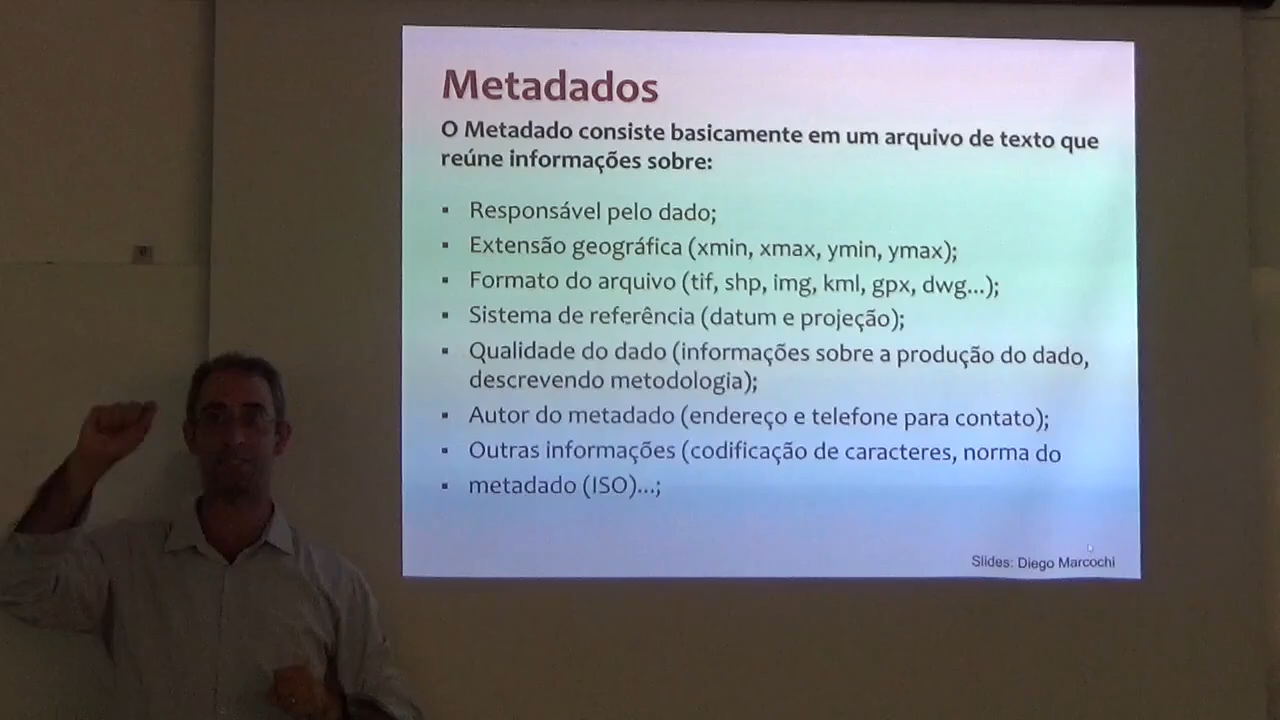 Metadados
O Metadado consiste basicamente em um arquivo de texto que
reúne informações sobre:
▪ Responsável pelo dado;
▪ Extensão geográfica (xmin, xmax, ymin, ymax);
▪ Formato do arquivo (tif, shp, img, kml, gpx, dwg...);
▪ Sistema de referência (datum e projeção);
▪ Qualidade do dado (informações sobre a produção do dado,
descrevendo metodologia);
▪ Autor do metadado (endereço e telefone para contato);
▪ Outras informações (codificação de caracteres, norma do
▪ metadado (ISO)...;
Slides: Diego Marcochi